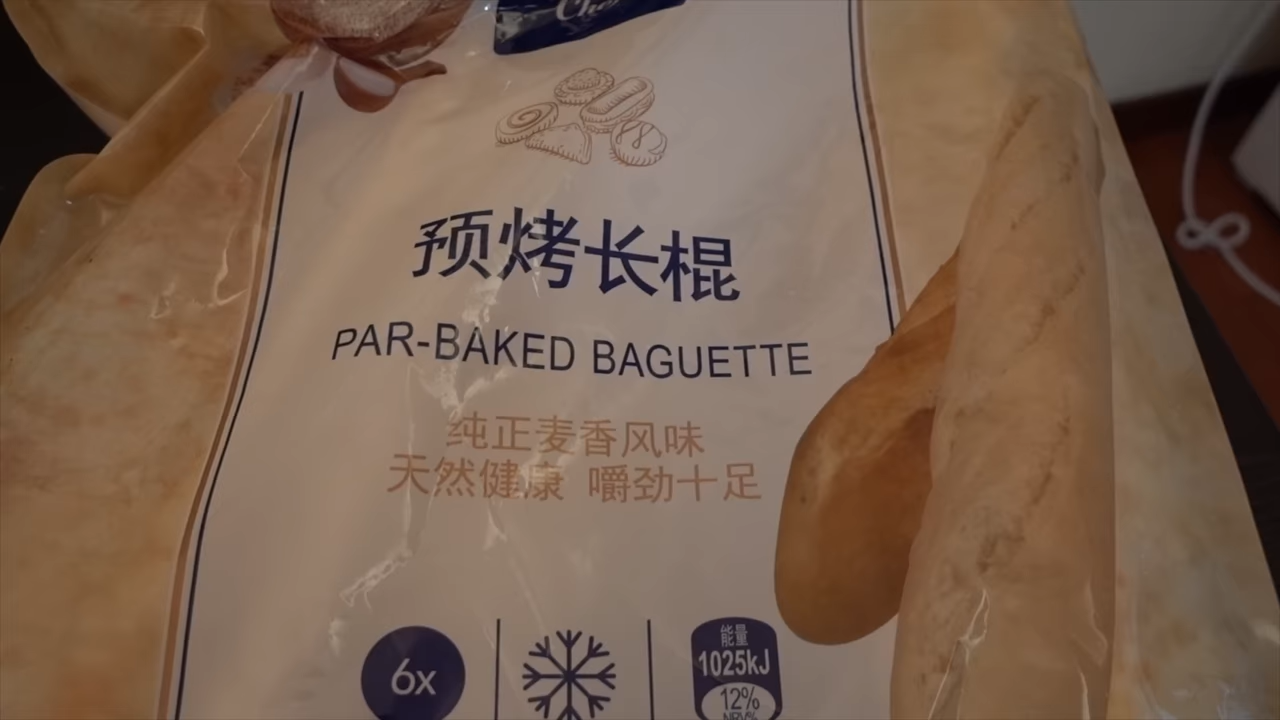 预烤长棍
PAR-BAKED BAGUETTE
纯正麦香风味
天然健康 嚼劲十足
6x
能量
1025kJ
12%
NRV%